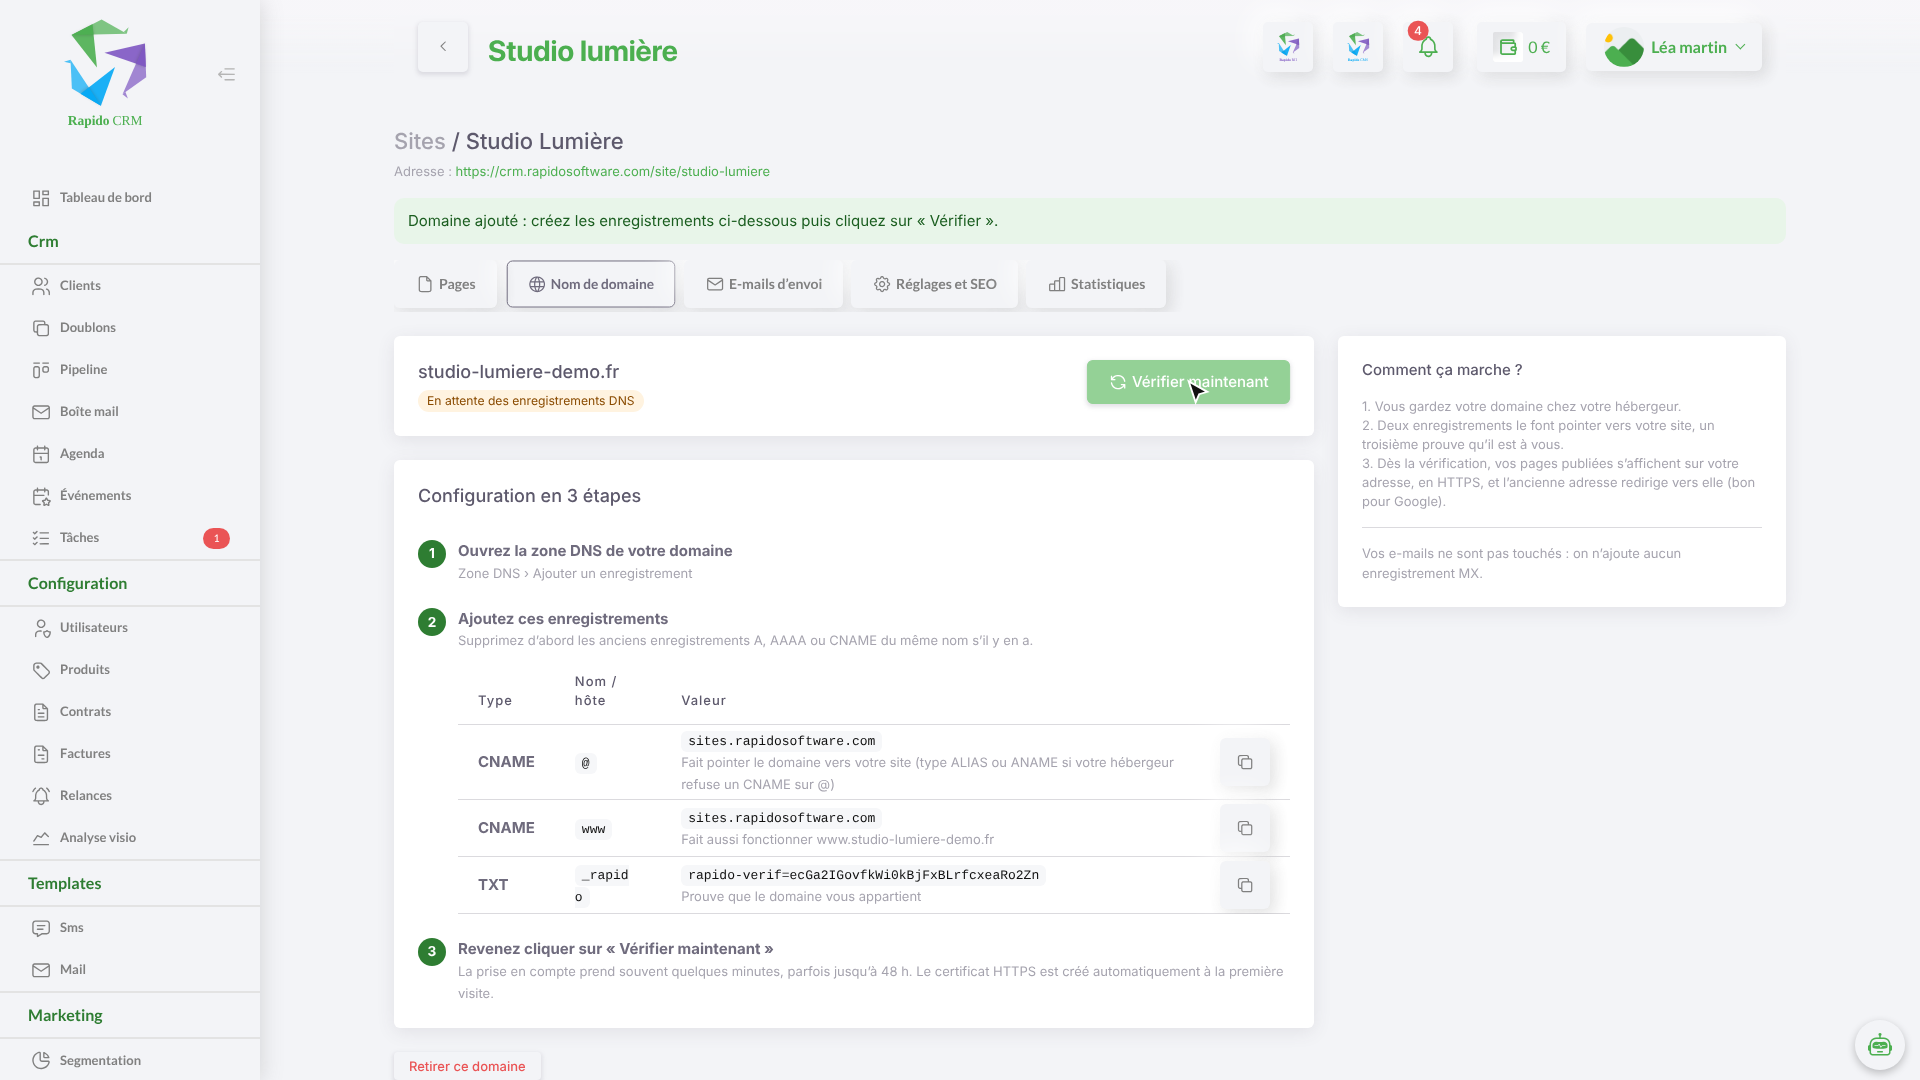 Rapido CRM
Tableau de bord
Crm
Clients
Doublons
Pipeline
Boîte mail
Agenda
Événements
Tâches 1
Configuration
Utilisateurs
Produits
Contrats
Factures
Relances
Analyse visio
Templates
Sms
Mail
Marketing
Segmentation
Studio lumière
4
0 €
Léa martin
Sites / Studio Lumière
Adresse : https://crm.rapidosoftware.com/site/studio-lumiere
Domaine ajouté : créez les enregistrements ci-dessous puis cliquez sur « Vérifier ».
Pages
Nom de domaine
E-mails d’envoi
Réglages et SEO
Statistiques
studio-lumiere-demo.fr
En attente des enregistrements DNS
Vérifier maintenant
Configuration en 3 étapes
1 Ouvrez la zone DNS de votre domaine
Zone DNS › Ajouter un enregistrement
2 Ajoutez ces enregistrements
Supprimez d’abord les anciens enregistrements A, AAAA ou CNAME du même nom s’il y en a.
Type Nom / hôte Valeur
CNAME @ sites.rapidosoftware.com
Fait pointer le domaine vers votre site (type ALIAS ou ANAME si votre hébergeur
refuse un CNAME sur @)
CNAME www sites.rapidosoftware.com
Fait aussi fonctionner www.studio-lumiere-demo.fr
TXT _rapido rapido-verif=ecGa2IGovfkWi0kBjFxBLrfcxeaRo2Zn
Prouve que le domaine vous appartient
3 Revenez cliquer sur « Vérifier maintenant »
La prise en compte prend souvent quelques minutes, parfois jusqu’à 48 h. Le certificat HTTPS est créé automatiquement à la première
visite.
Retirer ce domaine
Comment ça marche ?
1. Vous gardez votre domaine chez votre hébergeur.
2. Deux enregistrements le font pointer vers votre site, un
troisième prouve qu’il est à vous.
3. Dès la vérification, vos pages publiées s’affichent sur votre
adresse, en HTTPS, et l’ancienne adresse redirige vers elle (bon
pour Google).
Vos e-mails ne sont pas touchés : on n’ajoute aucun
enregistrement MX.